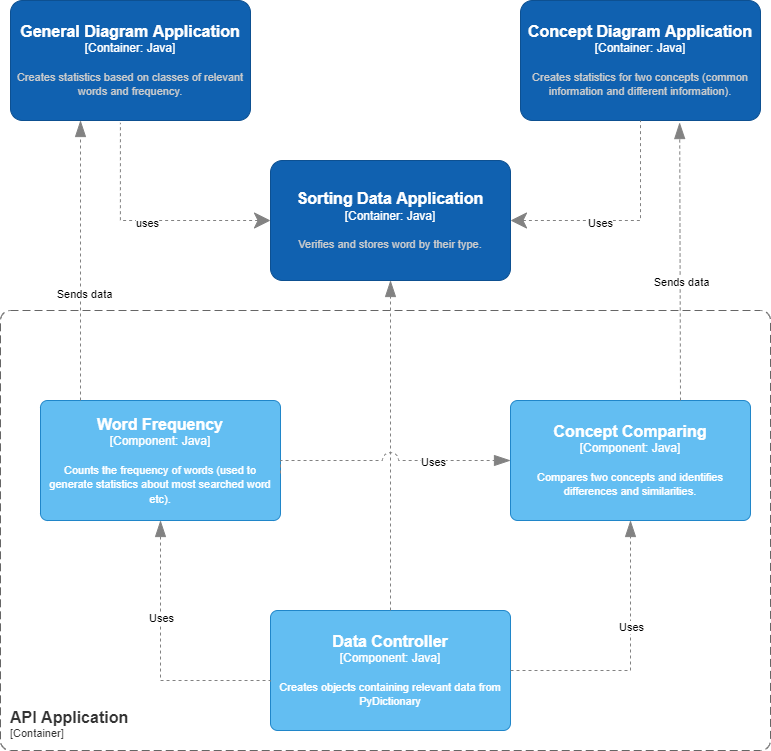 General Diagram Application
[Container: Java]
Creates statistics based on classes of relevant
words and frequency.
Concept Diagram Application
[Container: Java]
Creates statistics for two concepts (common
information and different information).
Sorting Data Application
[Container: Java]
Verifies and stores word by their type.
uses
Uses
Sends data
Sends data
Word Frequency
[Component: Java]
Counts the frequency of words (used to
generate statistics about most searched word
etc).
Uses
Concept Comparing
[Component: Java]
Compares two concepts and identifies
differences and similarities.
Uses
Uses
Data Controller
[Component: Java]
Creates objects containing relevant data from
PyDictionary
API Application
[Container]